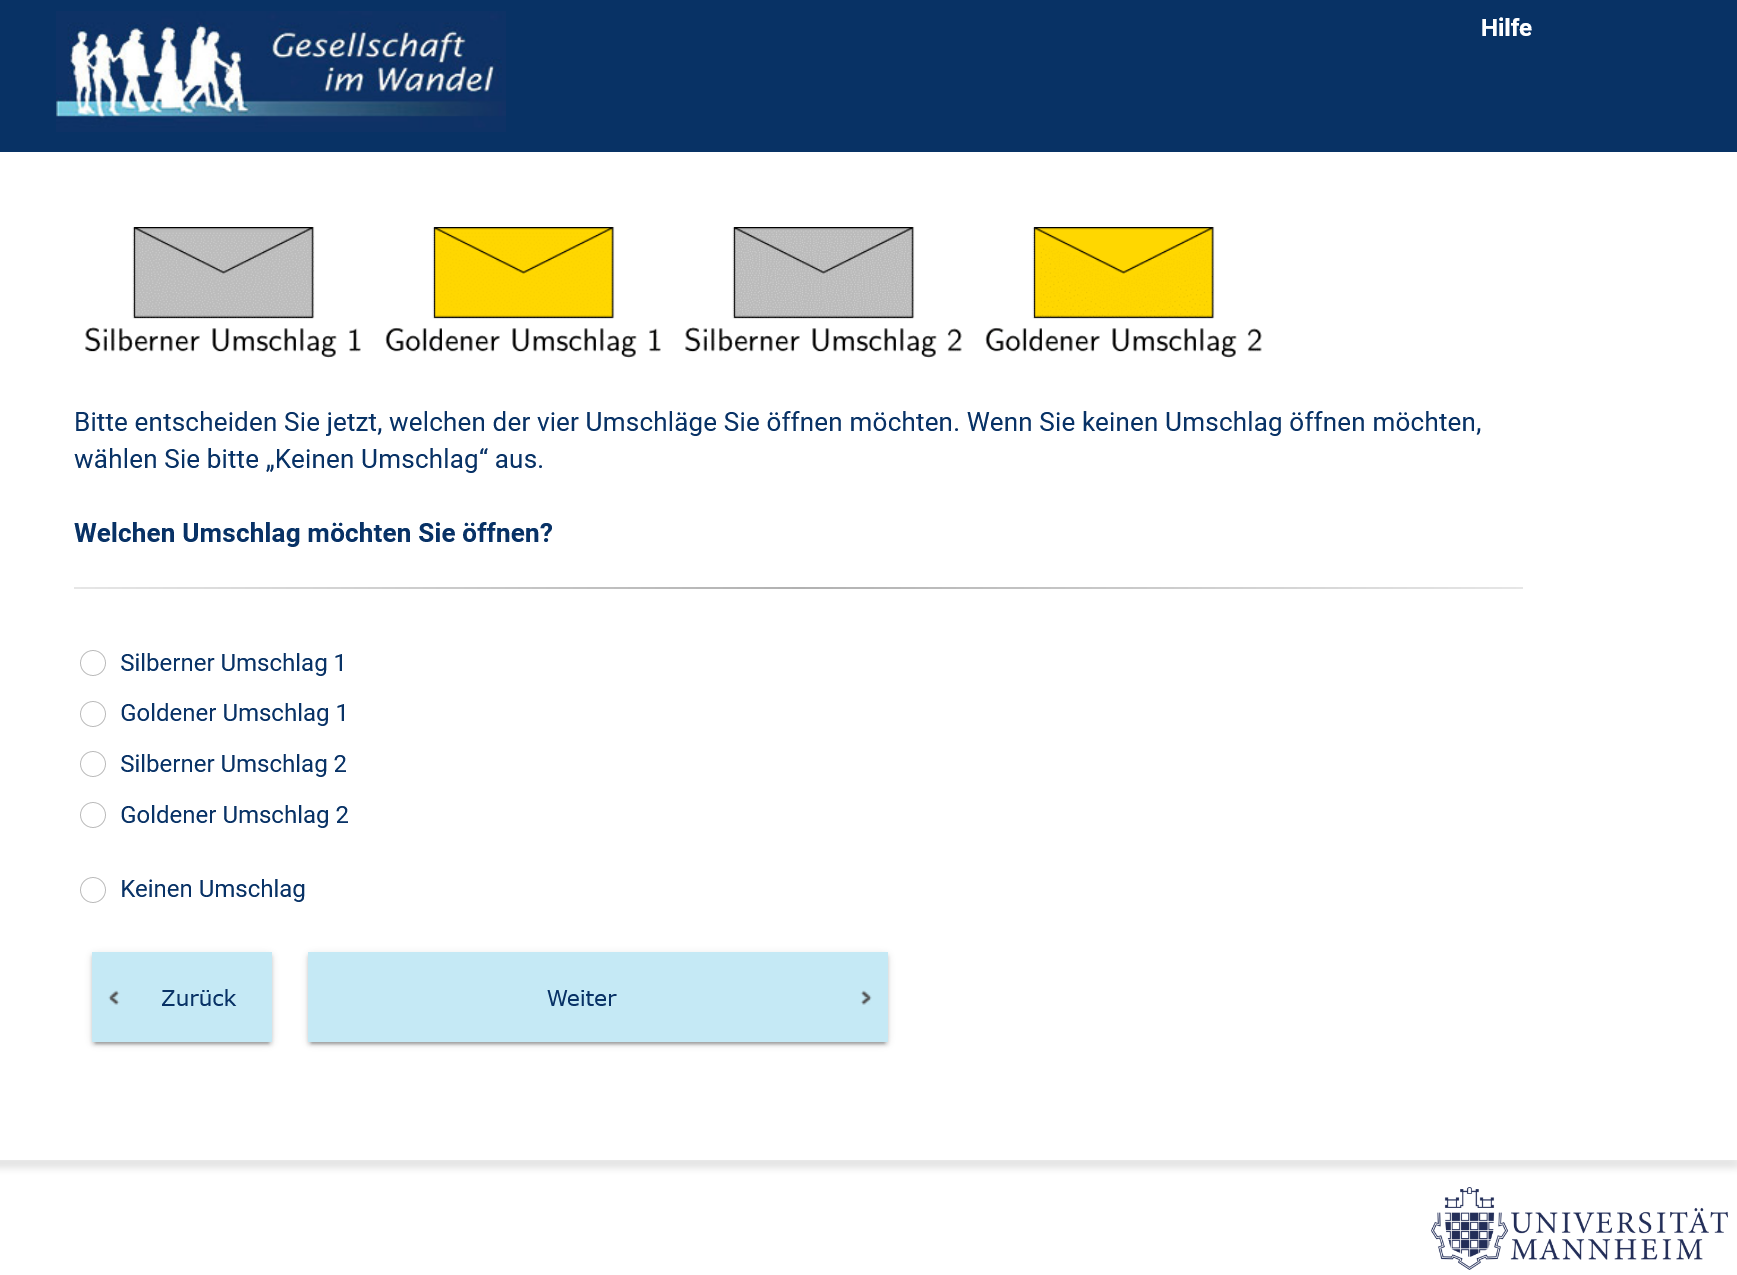 Gesellschaft
im Wandel
Hilfe
Silberner Umschlag 1
Goldener Umschlag 1
Silberner Umschlag 2
Goldener Umschlag 2
Bitte entscheiden Sie jetzt, welchen der vier Umschläge Sie öffnen möchten. Wenn Sie keinen Umschlag öffnen möchten,
wählen Sie bitte „Keinen Umschlag“ aus.
Welchen Umschlag möchten Sie öffnen?
Silberner Umschlag 1
Goldener Umschlag 1
Silberner Umschlag 2
Goldener Umschlag 2
Keinen Umschlag
Zurück
Weiter
UNIVERSITÄT
MANNHEIM